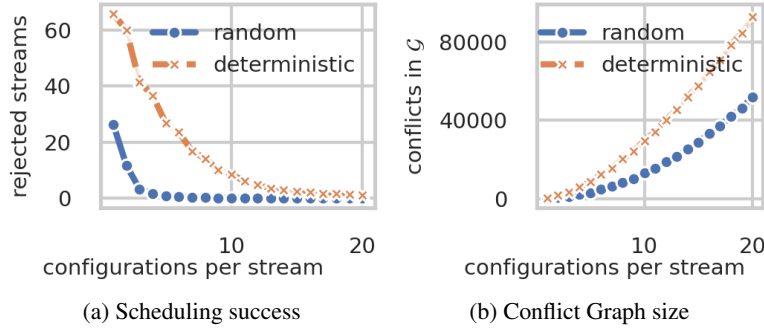 rejected streams
60
40
20
0
random
deterministic
10
20
configurations per stream
(a) Scheduling success
conflicts in 𝒢
80000
40000
0
random
deterministic
10
20
configurations per stream
(b) Conflict Graph size